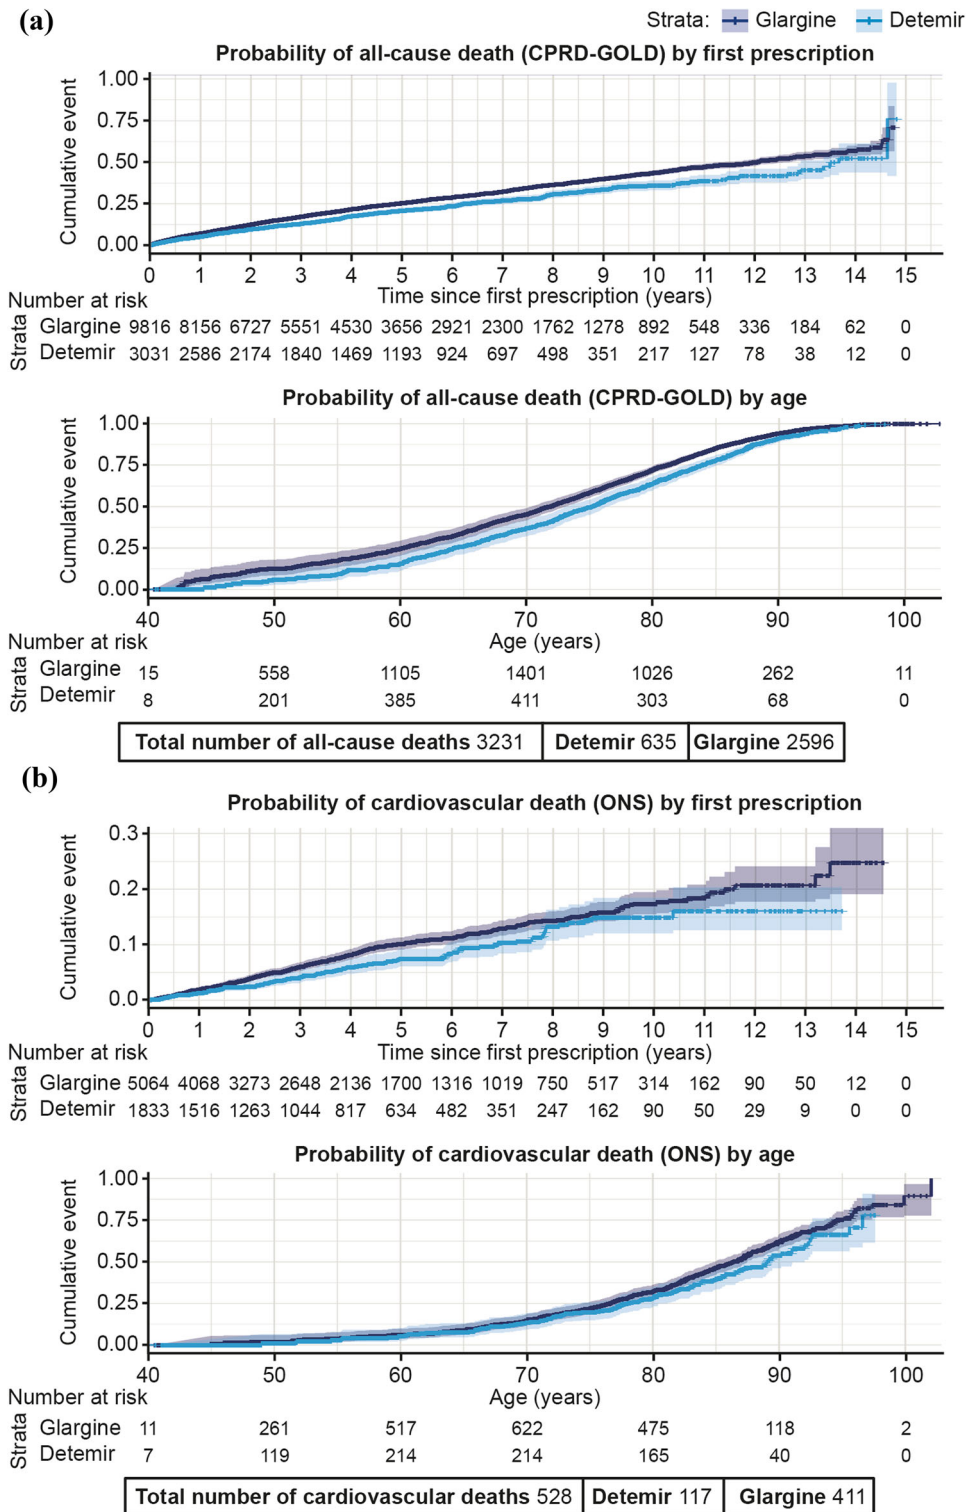 (a)
Strata: Glargine Detemir
Probability of all-cause death (CPRD-GOLD) by first prescription
Cumulative event
1.00
0.75
0.50
0.25
0.00
0 1 2 3 4 5 6 7 8 9 10 11 12 13 14 15
Time since first prescription (years)
Number at risk
Strata
Glargine 9816 8156 6727 5551 4530 3656 2921 2300 1762 1278 892 548 336 184 62 0
Detemir 3031 2586 2174 1840 1469 1193 924 697 498 351 217 127 78 38 12 0
Probability of all-cause death (CPRD-GOLD) by age
Cumulative event
1.00
0.75
0.50
0.25
0.00
40 50 60 70 80 90 100
Age (years)
Number at risk
Strata
Glargine 15 558 1105 1401 1026 262 11
Detemir 8 201 385 411 303 68 0
Total number of all-cause deaths 3231 Detemir 635 Glargine 2596
(b)
Probability of cardiovascular death (ONS) by first prescription
Cumulative event
0.3
0.2
0.1
0.0
0 1 2 3 4 5 6 7 8 9 10 11 12 13 14 15
Time since first prescription (years)
Number at risk
Strata
Glargine 5064 4068 3273 2648 2136 1700 1316 1019 750 517 314 162 90 50 12 0
Detemir 1833 1516 1263 1044 817 634 482 351 247 162 90 50 29 9 0 0
Probability of cardiovascular death (ONS) by age
Cumulative event
1.00
0.75
0.50
0.25
0.00
40 50 60 70 80 90 100
Age (years)
Number at risk
Strata
Glargine 11 261 517 622 475 118 2
Detemir 7 119 214 214 165 40 0
Total number of cardiovascular deaths 528 Detemir 117 Glargine 411